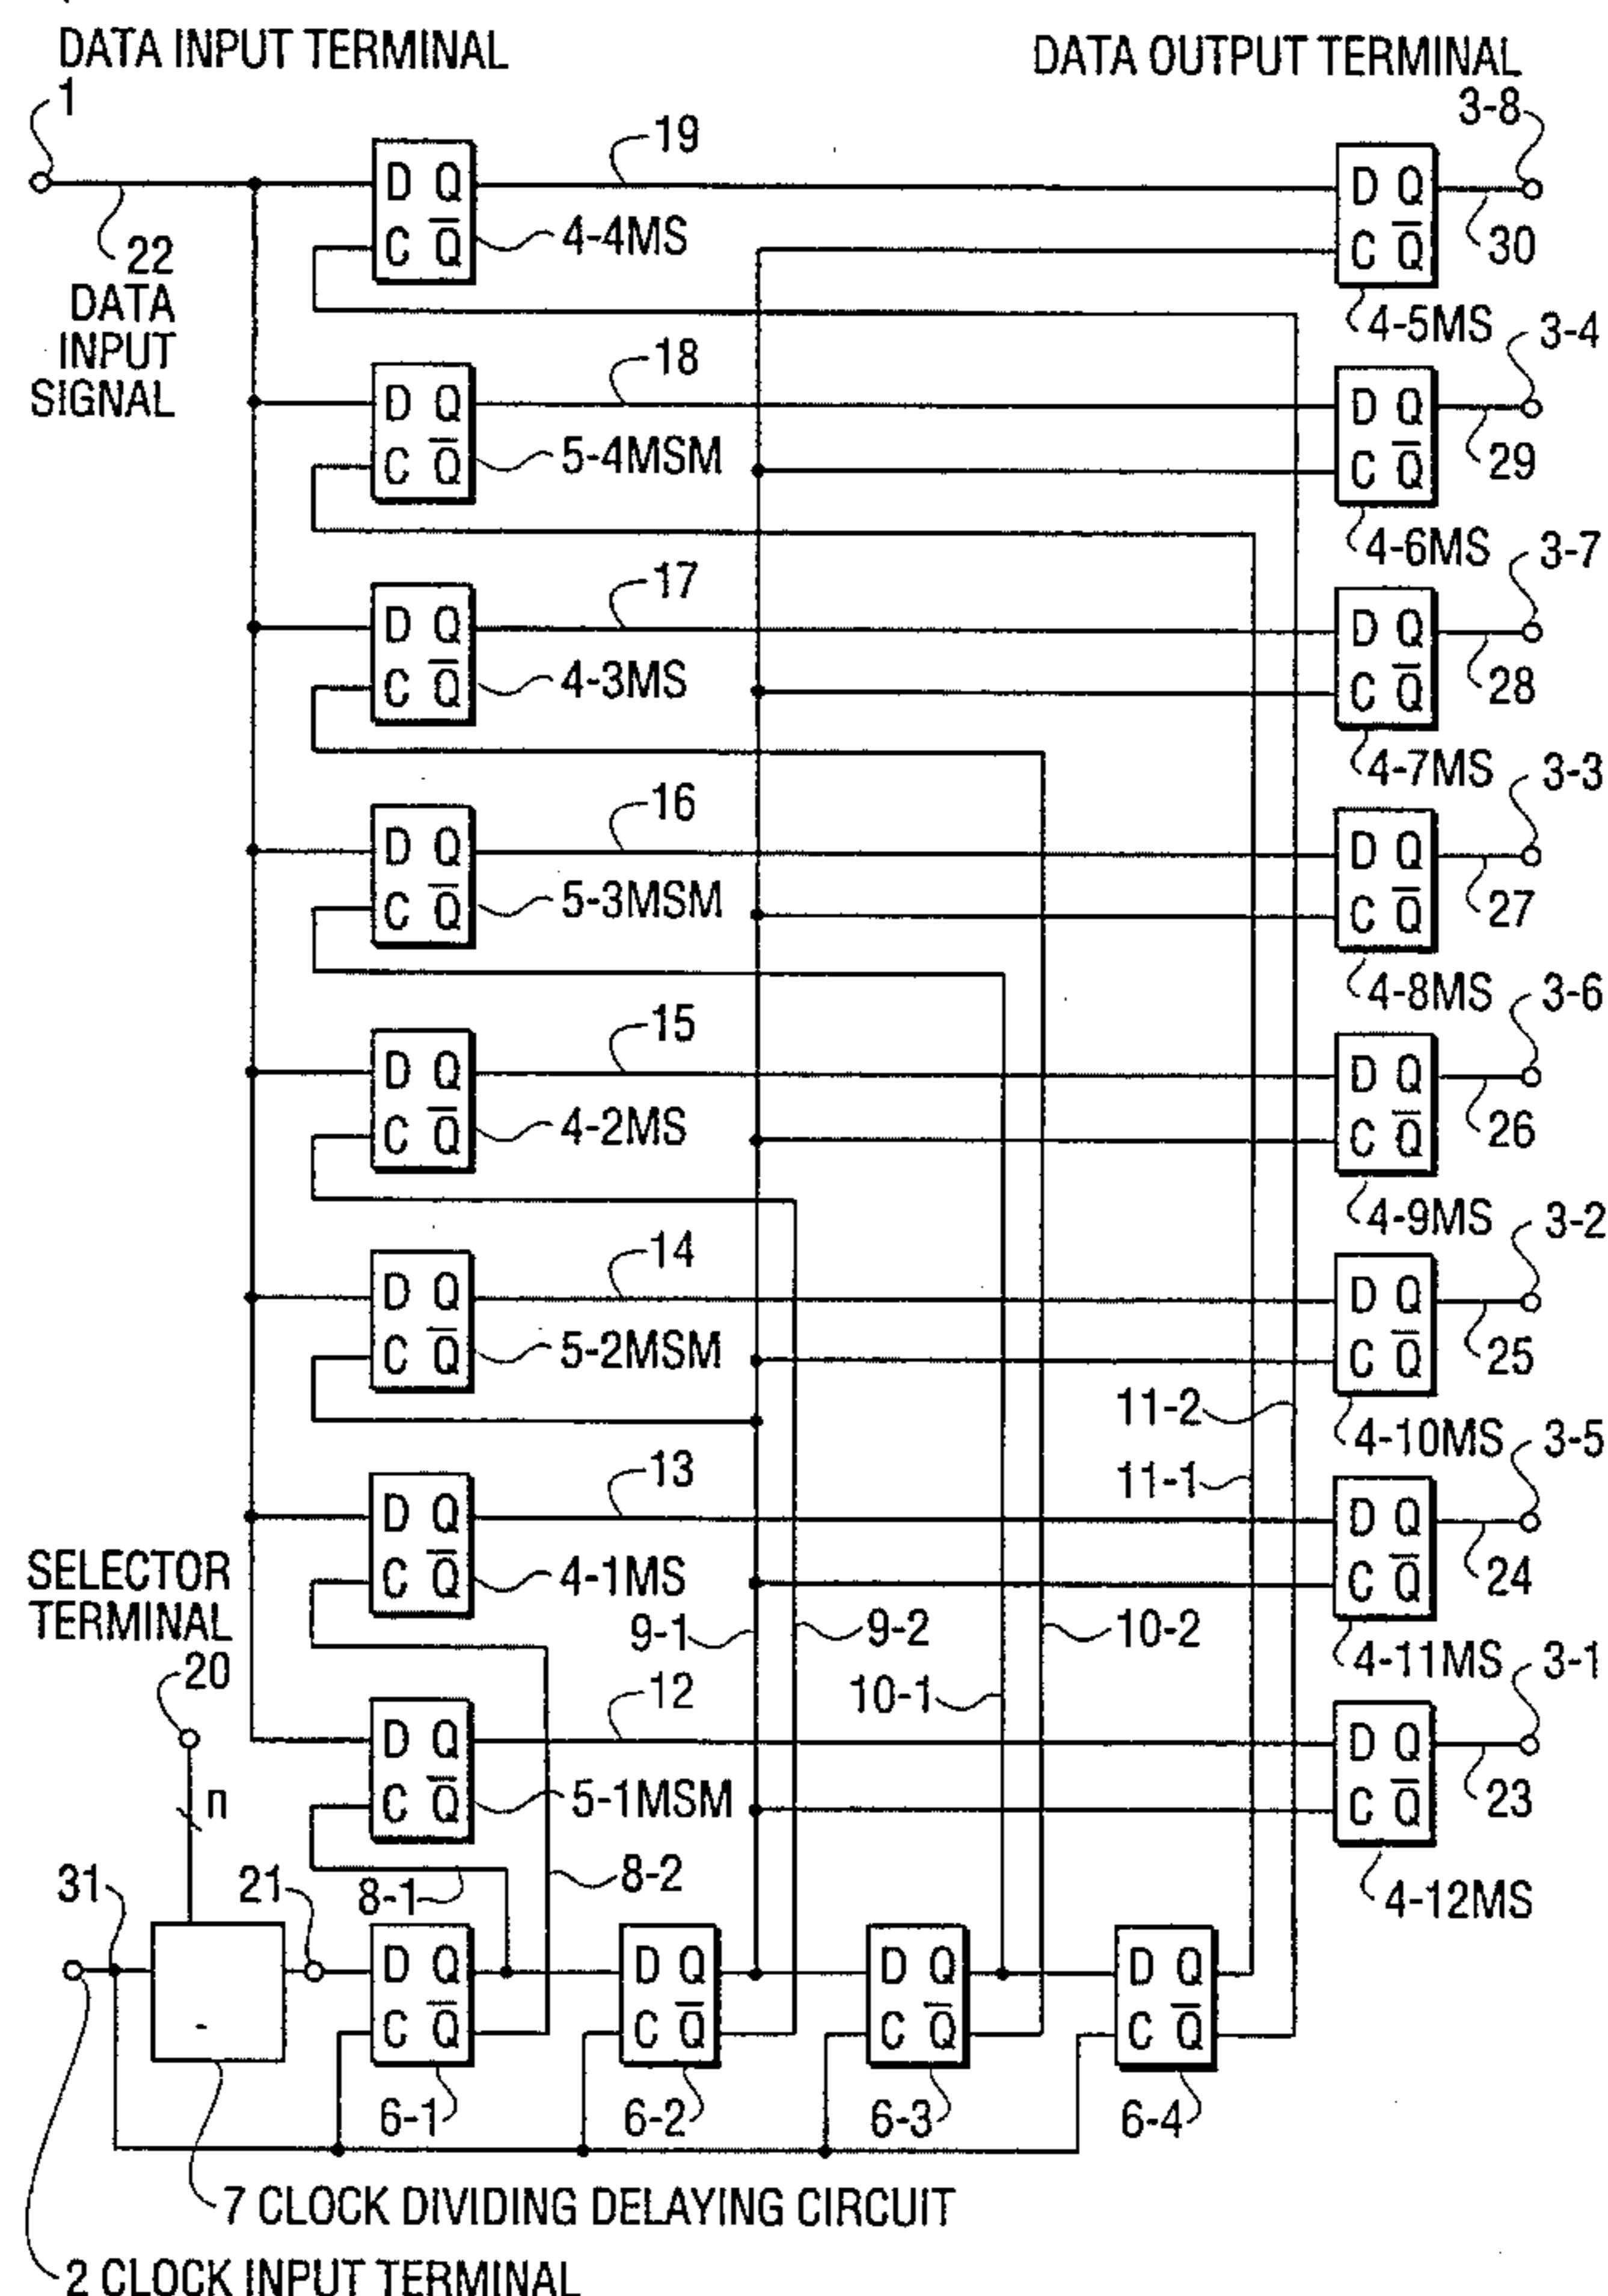 DATA INPUT TERMINAL
DATA OUTPUT TERMINAL
1
3-8
D Q
C Q̅
19
4-4MS
D Q
C Q̅
30
4-5MS
22
DATA
INPUT
SIGNAL
D Q
C Q̅
18
5-4MSM
D Q
C Q̅
3-4
29
4-6MS
D Q
C Q̅
17
4-3MS
D Q
C Q̅
3-7
28
4-7MS
D Q
C Q̅
16
5-3MSM
D Q
C Q̅
3-3
27
4-8MS
D Q
C Q̅
15
4-2MS
D Q
C Q̅
3-6
26
4-9MS
D Q
C Q̅
14
5-2MSM
D Q
C Q̅
3-2
25
4-10MS
11-2
11-1
D Q
C Q̅
13
4-1MS
D Q
C Q̅
3-5
24
4-11MS
SELECTOR
TERMINAL
20
n
9-1
9-2
10-2
10-1
D Q
C Q̅
12
5-1MSM
D Q
C Q̅
3-1
23
4-12MS
8-1
8-2
31
21
D Q
C Q̅
6-1
D Q
C Q̅
6-2
D Q
C Q̅
6-3
D Q
C Q̅
6-4
7 CLOCK DIVIDING DELAYING CIRCUIT
2 CLOCK INPUT TERMINAL